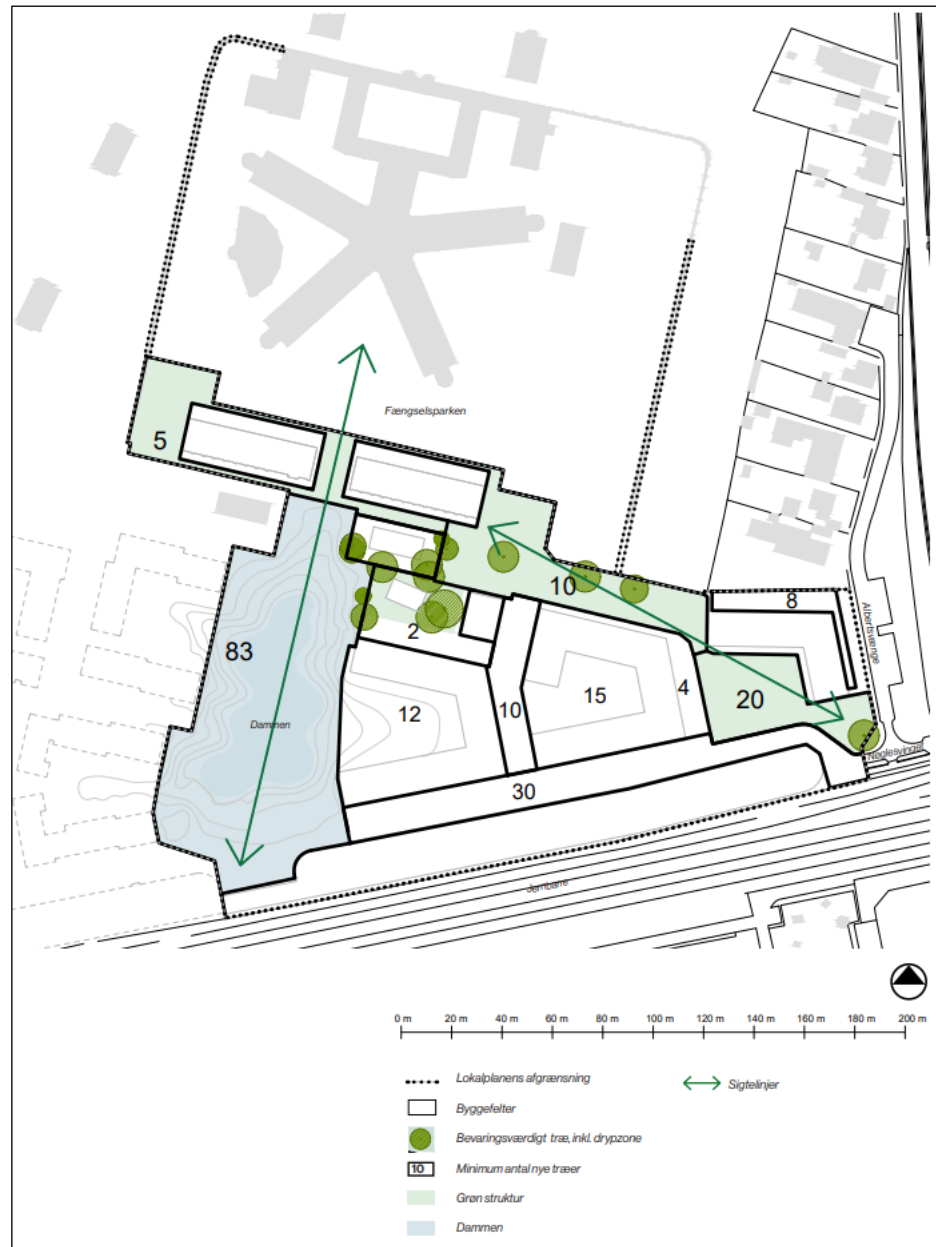 Fængselsparken
5
10
8
Albertsvænge
2
83
20
10
15
4
12
Dammen
Nøglesvinget
30
Jernbane
0 m 20 m 40 m 60 m 80 m 100 m 120 m 140 m 160 m 180 m 200 m
Lokalplanens afgrænsning
Sigtelinjer
Byggefelter
Bevaringsværdigt træ, inkl. drypzone
10 Minimum antal nye træer
Grøn struktur
Dammen